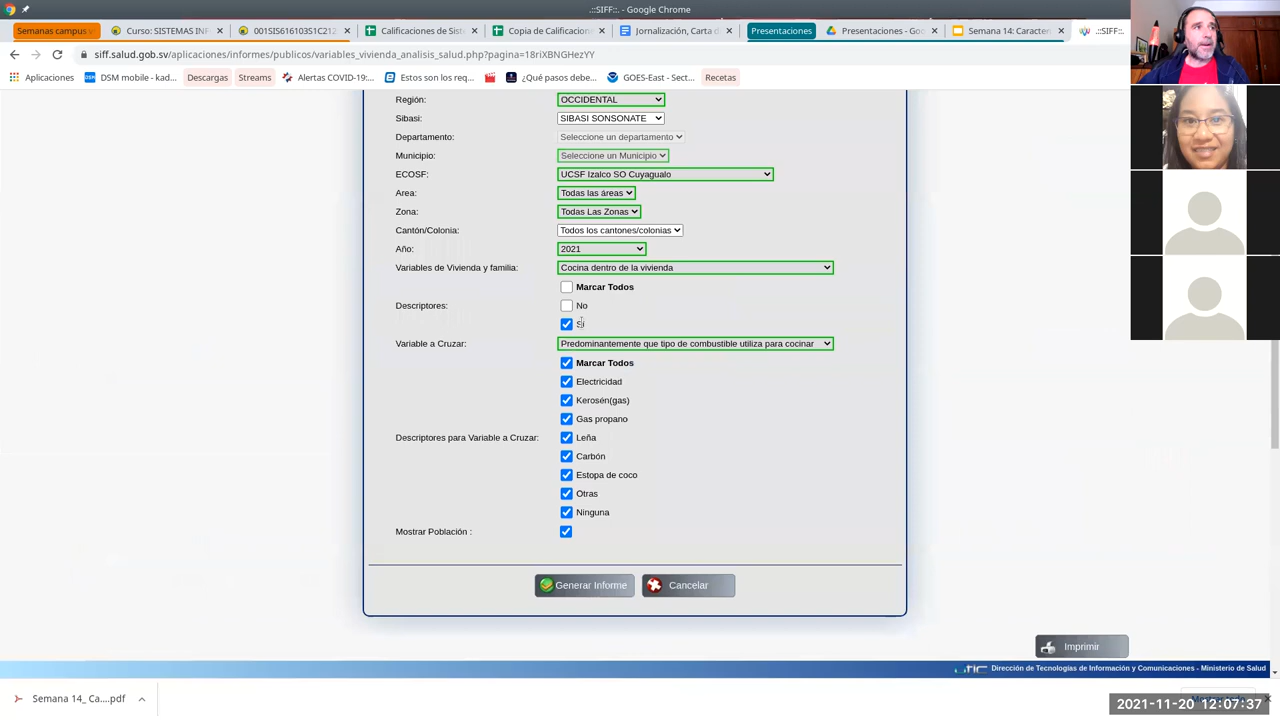 .::SIFF::. - Google Chrome
Semanas campus v
Curso: SISTEMAS IN
001SIS616103S1C212
Calificaciones de Sis
Copia de Calificacion
Jornalización, Carta d
Presentaciones
Presentaciones - Go
Semana 14: Caracter
.::SIFF::.
siff.salud.gob.sv/aplicaciones/informes/publicos/variables_vivienda_analisis_salud.php?pagina=18riXBNGHezYY
Aplicaciones
DSM mobile - kad...
Descargas
Streams
Alertas COVID-19:...
Estos son los req...
¿Qué pasos debe...
GOES-East - Sect...
Recetas
Región: OCCIDENTAL
Sibasi: SIBASI SONSONATE
Departamento: Seleccione un departamento
Municipio: Seleccione un Municipio
ECOSF: UCSF Izalco SO Cuyagualo
Area: Todas las áreas
Zona: Todas Las Zonas
Cantón/Colonia: Todos los cantones/colonias
Año: 2021
Variables de Vivienda y familia: Cocina dentro de la vivienda
Marcar Todos
Descriptores: No
Si
Variable a Cruzar: Predominantemente que tipo de combustible utiliza para cocinar
Marcar Todos
Electricidad
Kerosén(gas)
Gas propano
Descriptores para Variable a Cruzar: Leña
Carbón
Estopa de coco
Otras
Ninguna
Mostrar Población :
Generar Informe
Cancelar
Imprimir
Dirección de Tecnologías de Información y Comunicaciones - Ministerio de Salud
Semana 14_ Ca....pdf
2021-11-20 12:07:37